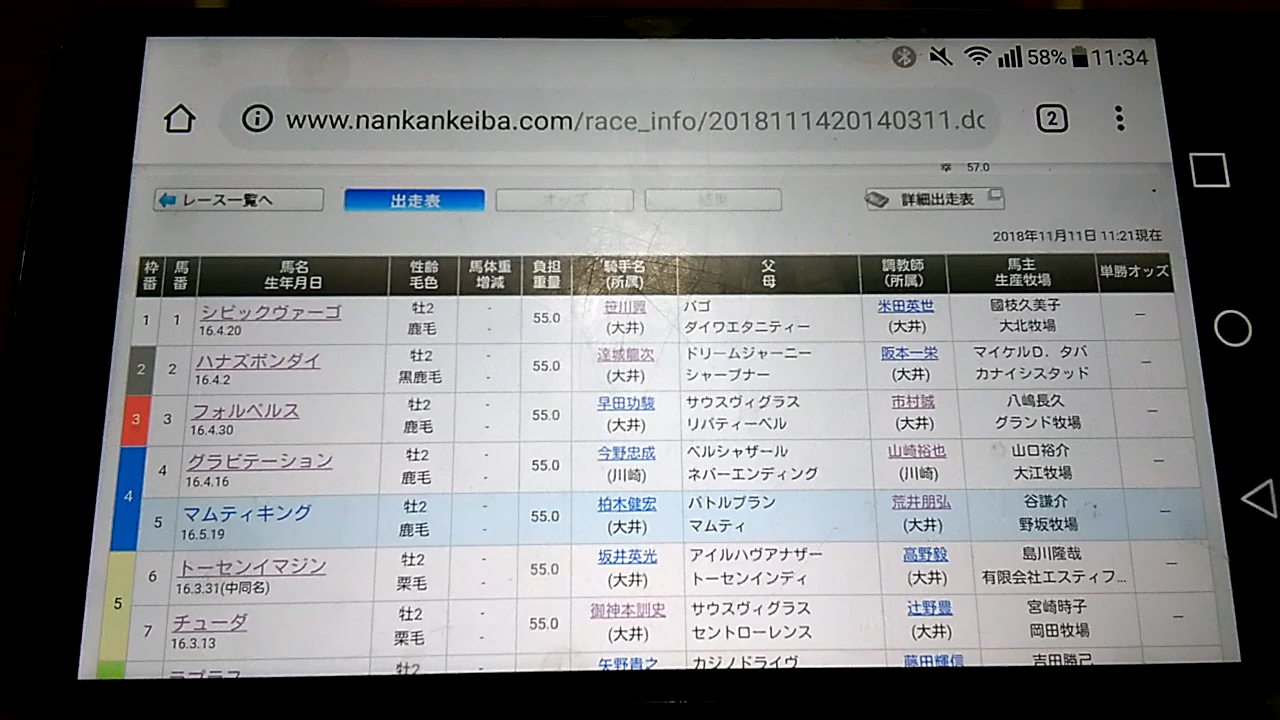 58% 11:34
www.nankankeiba.com/race_info/2018111420140311.dc
2
57.0
レース一覧へ 出走表 オッズ 結果 詳細出走表
2018年11月11日 11:21現在
枠番 馬番 馬名 生年月日 性齢 毛色 馬体重 増減 負担 重量 騎手名 (所属) 父 母 調教師 (所属) 馬主 生産牧場 単勝オッズ
1 1 シビックヴァーゴ 牡2 - 55.0 笹川翼 バゴ 米田英世 國枝久美子 −
16.4.20 鹿毛 - (大井) ダイワエタニティー (大井) 大北牧場
2 2 ハナズボンダイ 牡2 - 55.0 達城龍次 ドリームジャーニー 阪本一栄 マイケルD．タバ −
16.4.2 黒鹿毛 - (大井) シャープナー (大井) カナイシスタッド
3 3 フォルベルス 牡2 - 55.0 早田功駿 サウスヴィグラス 市村誠 八嶋長久 −
16.4.30 鹿毛 - (大井) リバティーベル (大井) グランド牧場
4 4 グラビテーション 牡2 - 55.0 今野忠成 ベルシャザール 山崎裕也 山口裕介 −
16.4.16 鹿毛 - (川崎) ネバーエンディング (川崎) 大江牧場
5 マムティキング 牡2 - 55.0 柏木健宏 バトルプラン 荒井朋弘 谷謙介 −
16.5.19 鹿毛 - (大井) マムティ (大井) 野坂牧場
5 6 トーセンイマジン 牡2 - 55.0 坂井英光 アイルハヴアナザー 高野毅 島川隆哉 −
16.3.31(中同名) 栗毛 - (大井) トーセンインディ (大井) 有限会社エスティフ...
7 チューダ 牡2 - 55.0 御神本訓史 サウスヴィグラス 辻野豊 宮崎時子 −
16.3.13 栗毛 - (大井) セントローレンス (大井) 岡田牧場
牡2 矢野貴之 カジノドライヴ 藤田輝信 吉田勝己